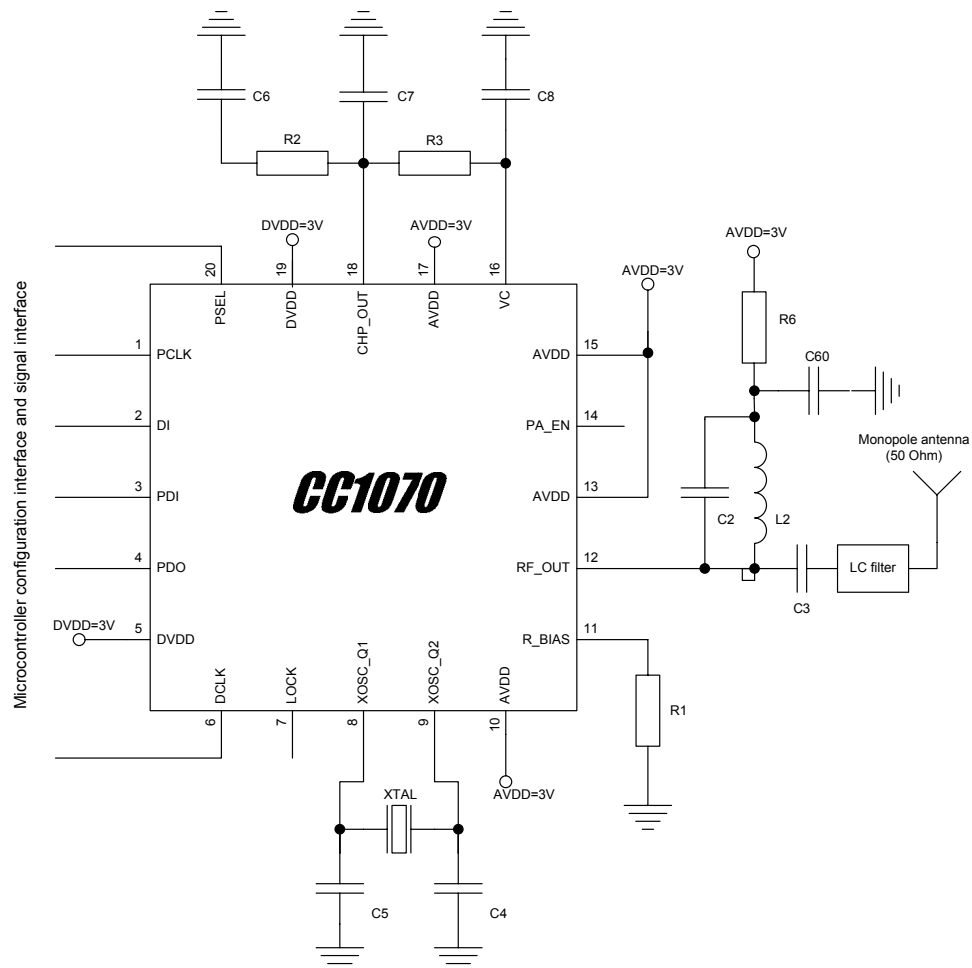 C6
C7
C8
R2
R3
DVDD=3V
AVDD=3V
20
19
18
17
16
PSEL
DVDD
CHP_OUT
AVDD
VC
AVDD=3V
AVDD=3V
R6
C60
Microcontroller configuration interface and signal interface
1
PCLK
AVDD
15
2
DI
PA_EN
14
Monopole antenna
(50 Ohm)
3
PDI
CC1070
AVDD
13
C2
L2
4
PDO
RF_OUT
12
LC filter
C3
DVDD=3V
5
DVDD
R_BIAS
11
DCLK
LOCK
XOSC_Q1
XOSC_Q2
AVDD
6
7
8
9
10
R1
XTAL
AVDD=3V
C5
C4